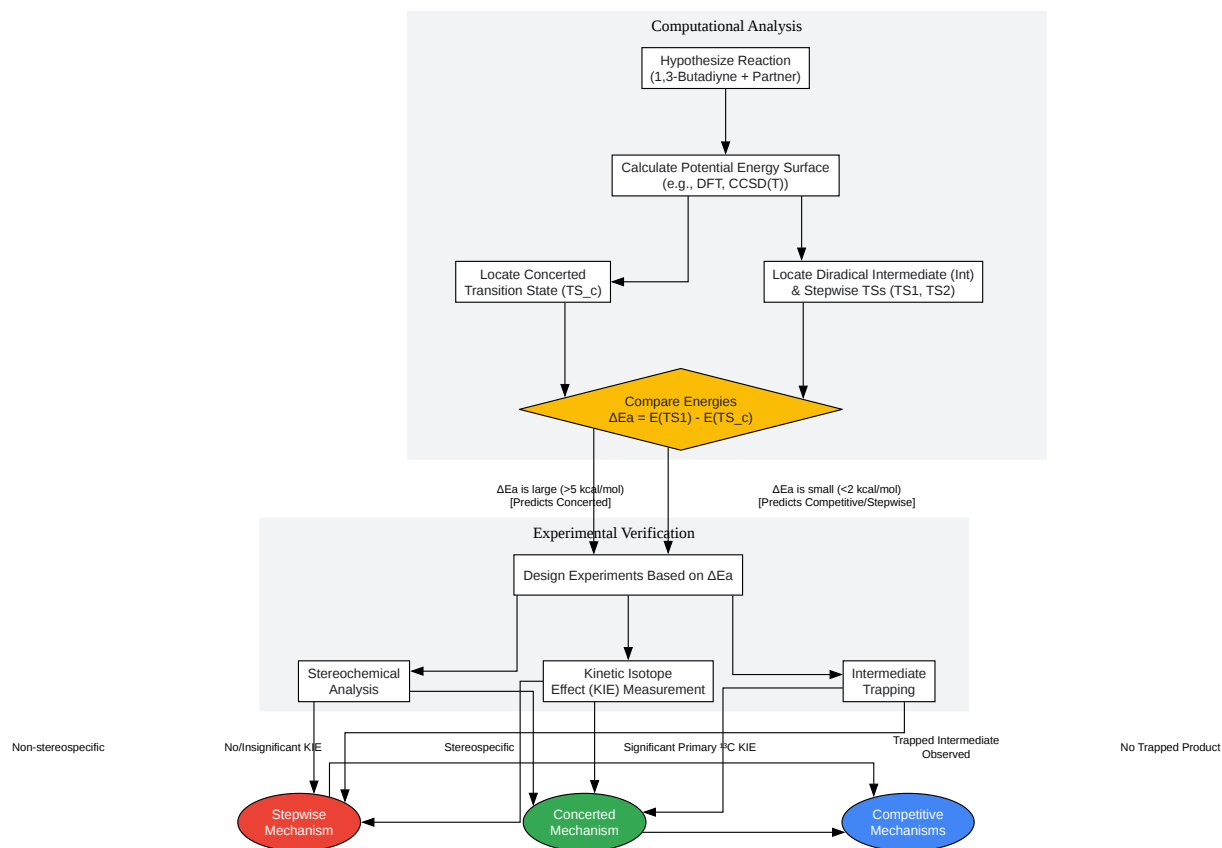 Computational Analysis
Hypothesize Reaction
(1,3-Butadiyne + Partner)
Calculate Potential Energy Surface
(e.g., DFT, CCSD(T))
Locate Concerted
Transition State (TS_c)
Locate Diradical Intermediate (Int)
& Stepwise TSs (TS1, TS2)
Compare Energies
ΔEa = E(TS1) - E(TS_c)
ΔEa is large (>5 kcal/mol)
[Predicts Concerted]
ΔEa is small (<2 kcal/mol)
[Predicts Competitive/Stepwise]
Experimental Verification
Design Experiments Based on ΔEa
Stereochemical
Analysis
Kinetic Isotope
Effect (KIE) Measurement
Intermediate
Trapping
Non-stereospecific
No/Insignificant KIE
Stereospecific
Significant Primary ¹³C KIE
Trapped Intermediate
Observed
No Trapped Product
Stepwise
Mechanism
Concerted
Mechanism
Competitive
Mechanisms